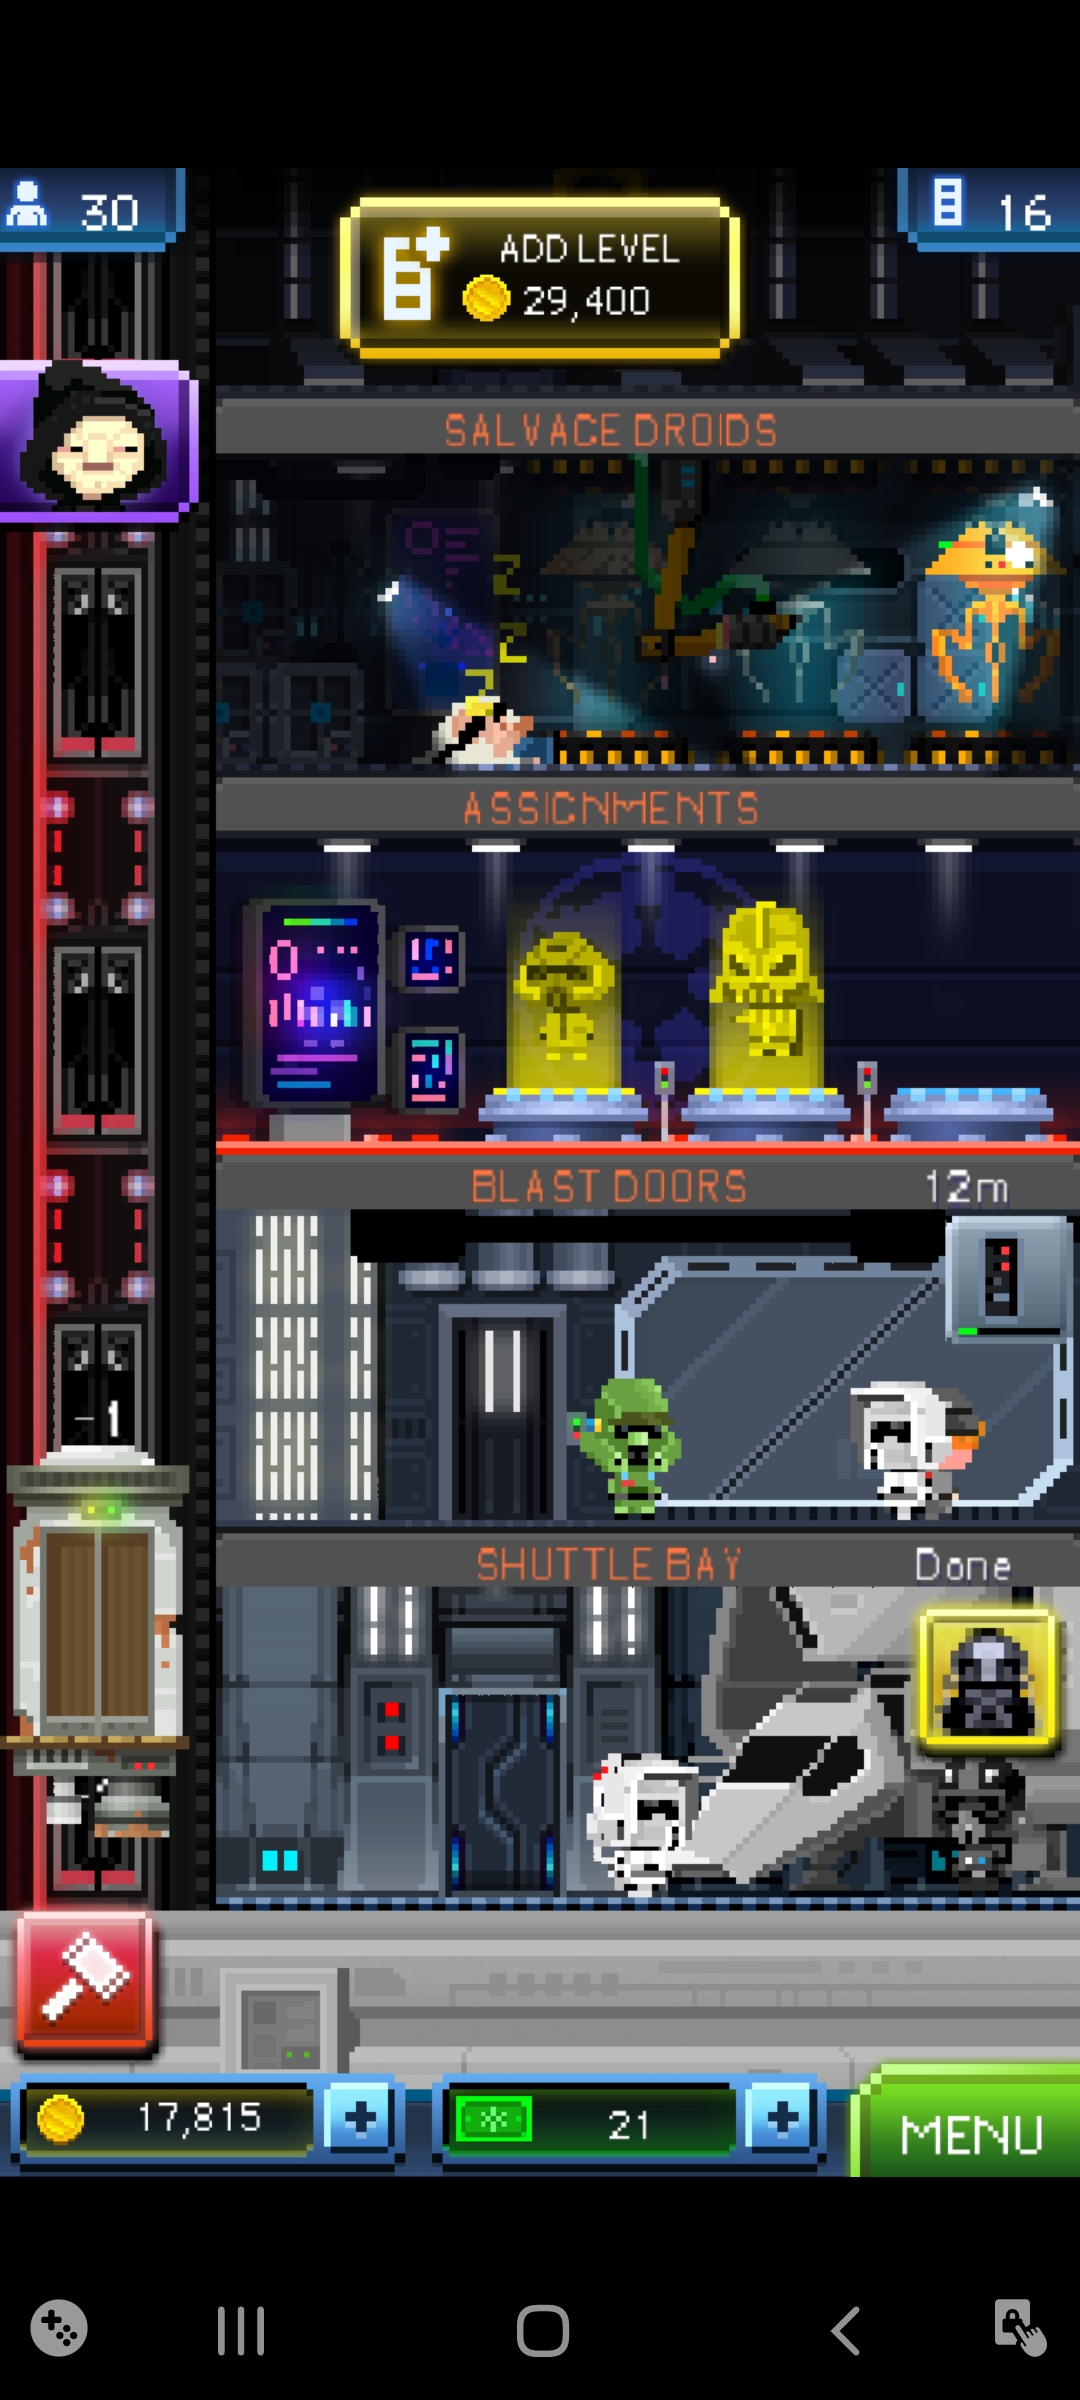 30
ADD LEVEL
29,400
16
SALVAGE DROIDS
Z
Z
Z
ASSIGNMENTS
BLAST DOORS 12m
-1
SHUTTLE BAY Done
17,815
21
MENU